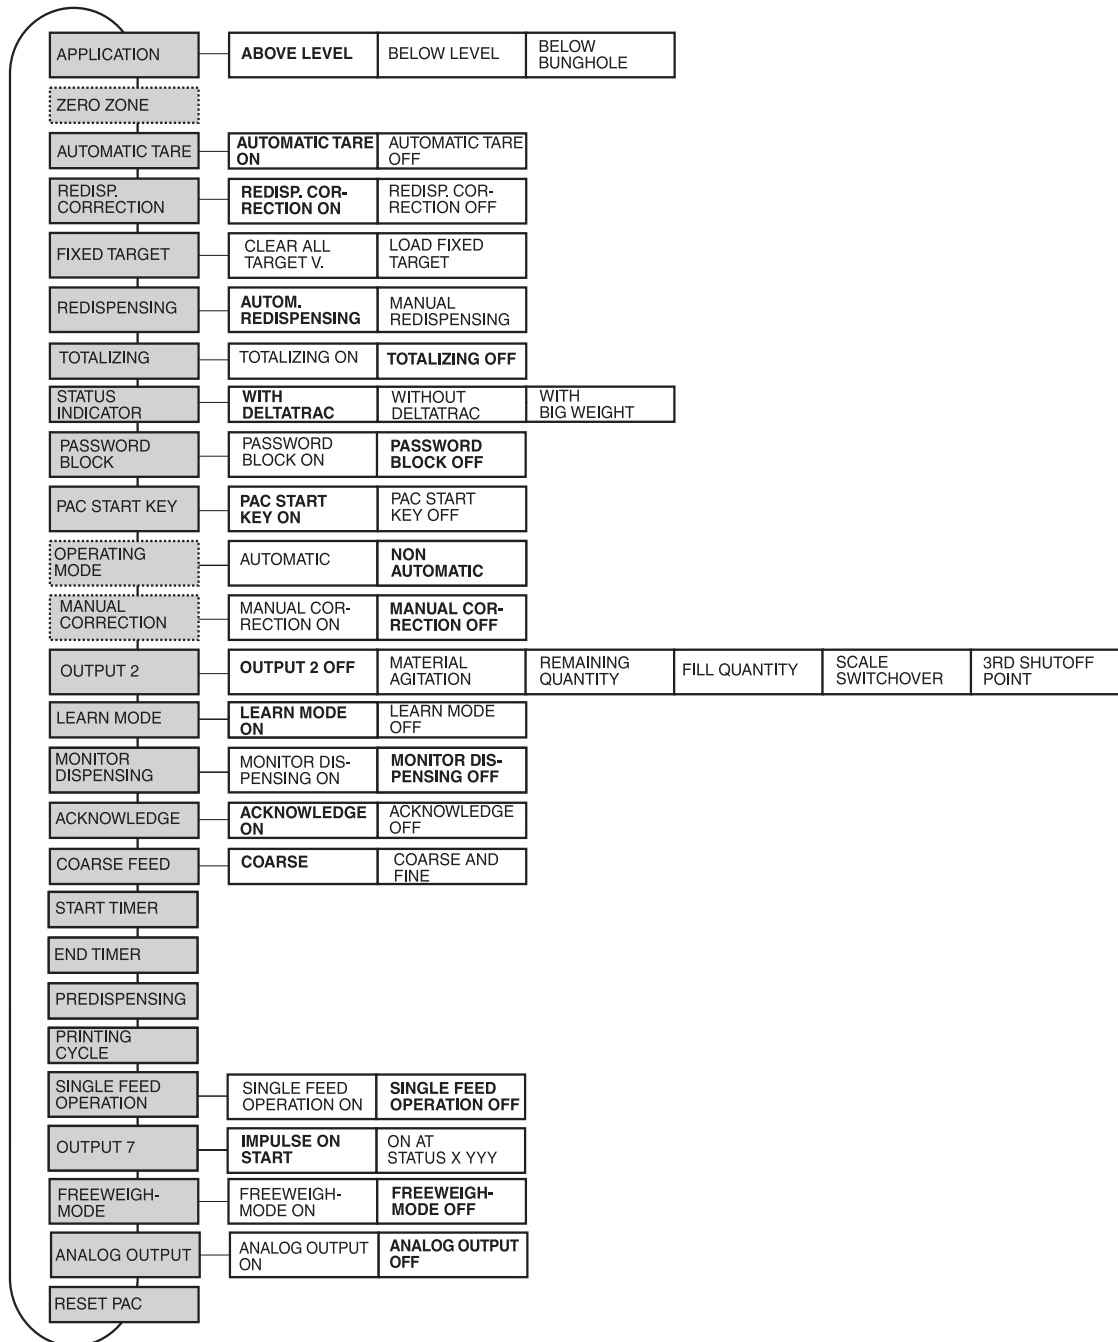 APPLICATION
ABOVE LEVEL
BELOW LEVEL
BELOW
BUNGHOLE
ZERO ZONE
AUTOMATIC TARE
AUTOMATIC TARE
ON
AUTOMATIC TARE
OFF
REDISP.
CORRECTION
REDISP. COR-
RECTION ON
REDISP. COR-
RECTION OFF
FIXED TARGET
CLEAR ALL
TARGET V.
LOAD FIXED
TARGET
REDISPENSING
AUTOM.
REDISPENSING
MANUAL
REDISPENSING
TOTALIZING
TOTALIZING ON
TOTALIZING OFF
STATUS
INDICATOR
WITH
DELTATRAC
WITHOUT
DELTATRAC
WITH
BIG WEIGHT
PASSWORD
BLOCK
PASSWORD
BLOCK ON
PASSWORD
BLOCK OFF
PAC START KEY
PAC START
KEY ON
PAC START
KEY OFF
OPERATING
MODE
AUTOMATIC
NON
AUTOMATIC
MANUAL
CORRECTION
MANUAL COR-
RECTION ON
MANUAL COR-
RECTION OFF
OUTPUT 2
OUTPUT 2 OFF
MATERIAL
AGITATION
REMAINING
QUANTITY
FILL QUANTITY
SCALE
SWITCHOVER
3RD SHUTOFF
POINT
LEARN MODE
LEARN MODE
ON
LEARN MODE
OFF
MONITOR
DISPENSING
MONITOR DIS-
PENSING ON
MONITOR DIS-
PENSING OFF
ACKNOWLEDGE
ACKNOWLEDGE
ON
ACKNOWLEDGE
OFF
COARSE FEED
COARSE
COARSE AND
FINE
START TIMER
END TIMER
PREDISPENSING
PRINTING
CYCLE
SINGLE FEED
OPERATION
SINGLE FEED
OPERATION ON
SINGLE FEED
OPERATION OFF
OUTPUT 7
IMPULSE ON
START
ON AT
STATUS X YYY
FREEWEIGH-
MODE
FREEWEIGH-
MODE ON
FREEWEIGH-
MODE OFF
ANALOG OUTPUT
ANALOG OUTPUT
ON
ANALOG OUTPUT
OFF
RESET PAC